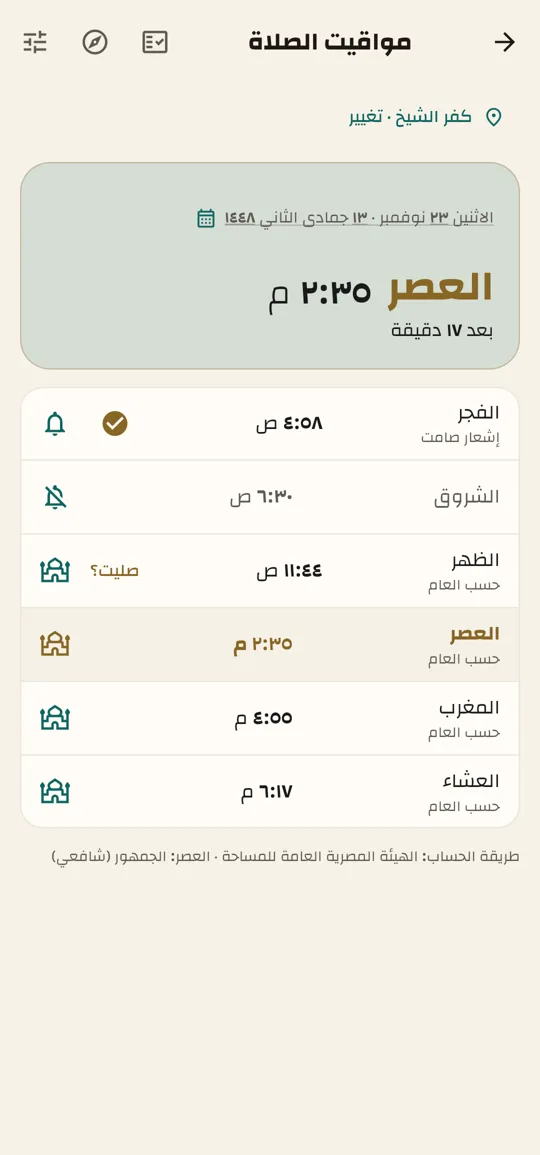 مواقيت الصلاة
كفر الشيخ · تغيير
الاثنين ٢٣ نوفمبر · ١٣ جمادى الثاني ١٤٤٨
العصر ٢:٣٥ م
بعد ١٧ دقيقة
الفجر ٤:٥٨ ص
إشعار صامت
الشروق ٦:٣٠ ص
الظهر ١١:٤٤ ص صليت؟
حسب العام
العصر ٢:٣٥ م
حسب العام
المغرب ٤:٥٥ م
حسب العام
العشاء ٦:١٧ م
حسب العام
طريقة الحساب: الهيئة المصرية العامة للمساحة · العصر: الجمهور (شافعي)